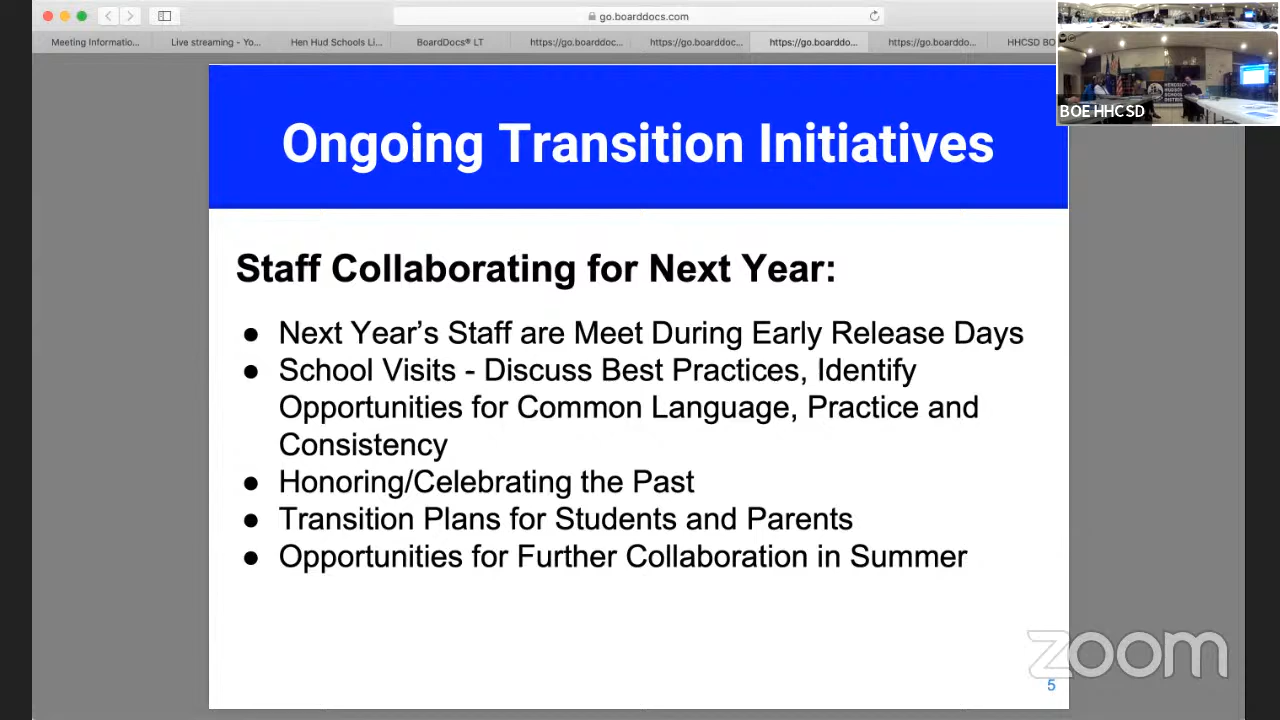 go.boarddocs.com
Meeting Informatio...
Live streaming - Yo...
Hen Hud Schools Li...
BoardDocs® LT
https://go.boarddoc...
https://go.boarddoc...
https://go.boarddo...
https://go.boarddo...
HHCSD BO
BOE HHCSD
Ongoing Transition Initiatives
Staff Collaborating for Next Year:
● Next Year's Staff are Meet During Early Release Days
● School Visits - Discuss Best Practices, Identify
Opportunities for Common Language, Practice and
Consistency
● Honoring/Celebrating the Past
● Transition Plans for Students and Parents
● Opportunities for Further Collaboration in Summer
zoom
5